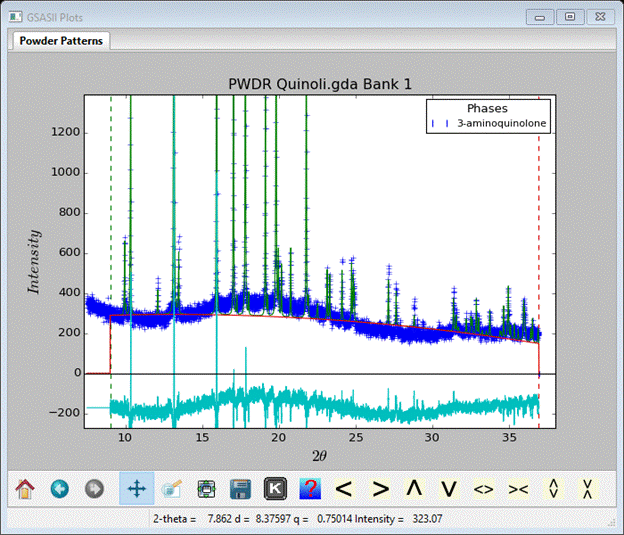 GSASII Plots
Powder Patterns
PWDR Quinoli.gda Bank 1
Phases
3-aminoquinolone
Intensity
1200
1000
800
600
400
200
0
−200
10 15 20 25 30 35
2θ
K ? < > Λ V <> ><
2-theta = 7.862 d = 8.37597 q = 0.75014 Intensity = 323.07